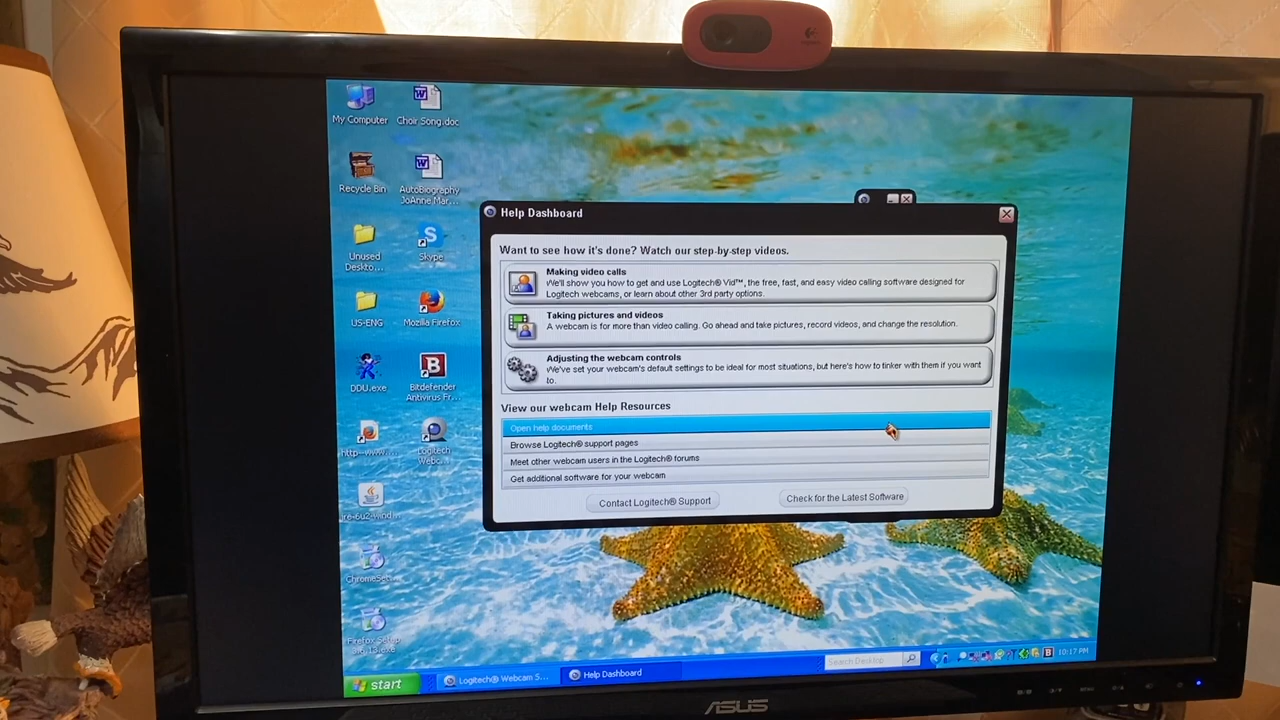 My Computer
Choir Song.doc
Recycle Bin
AutoBiography
JoAnne Mar...
Unused
Deskto...
Skype
US-ENG
Mozilla Firefox
DDU.exe
Bitdefender
Antivirus Fr...
Logitech
Webc...
ChromeSet...
Firefox Setup
3.6.13.exe
Help Dashboard
Want to see how it's done? Watch our step-by-step videos.
Making video calls
We'll show you how to get and use Logitech® Vid™, the free, fast, and easy video calling software designed for
Logitech webcams, or learn about other 3rd party options.
Taking pictures and videos
A webcam is for more than video calling. Go ahead and take pictures, record videos, and change the resolution.
Adjusting the webcam controls
We've set your webcam's default settings to be ideal for most situations, but here's how to tinker with them if you want
to.
View our webcam Help Resources
Open help documents
Browse Logitech® support pages
Meet other webcam users in the Logitech® forums
Get additional software for your webcam
Contact Logitech® Support
Check for the Latest Software
start
Logitech® Webcam S...
Help Dashboard
Search Desktop
10:17 PM
ASUS